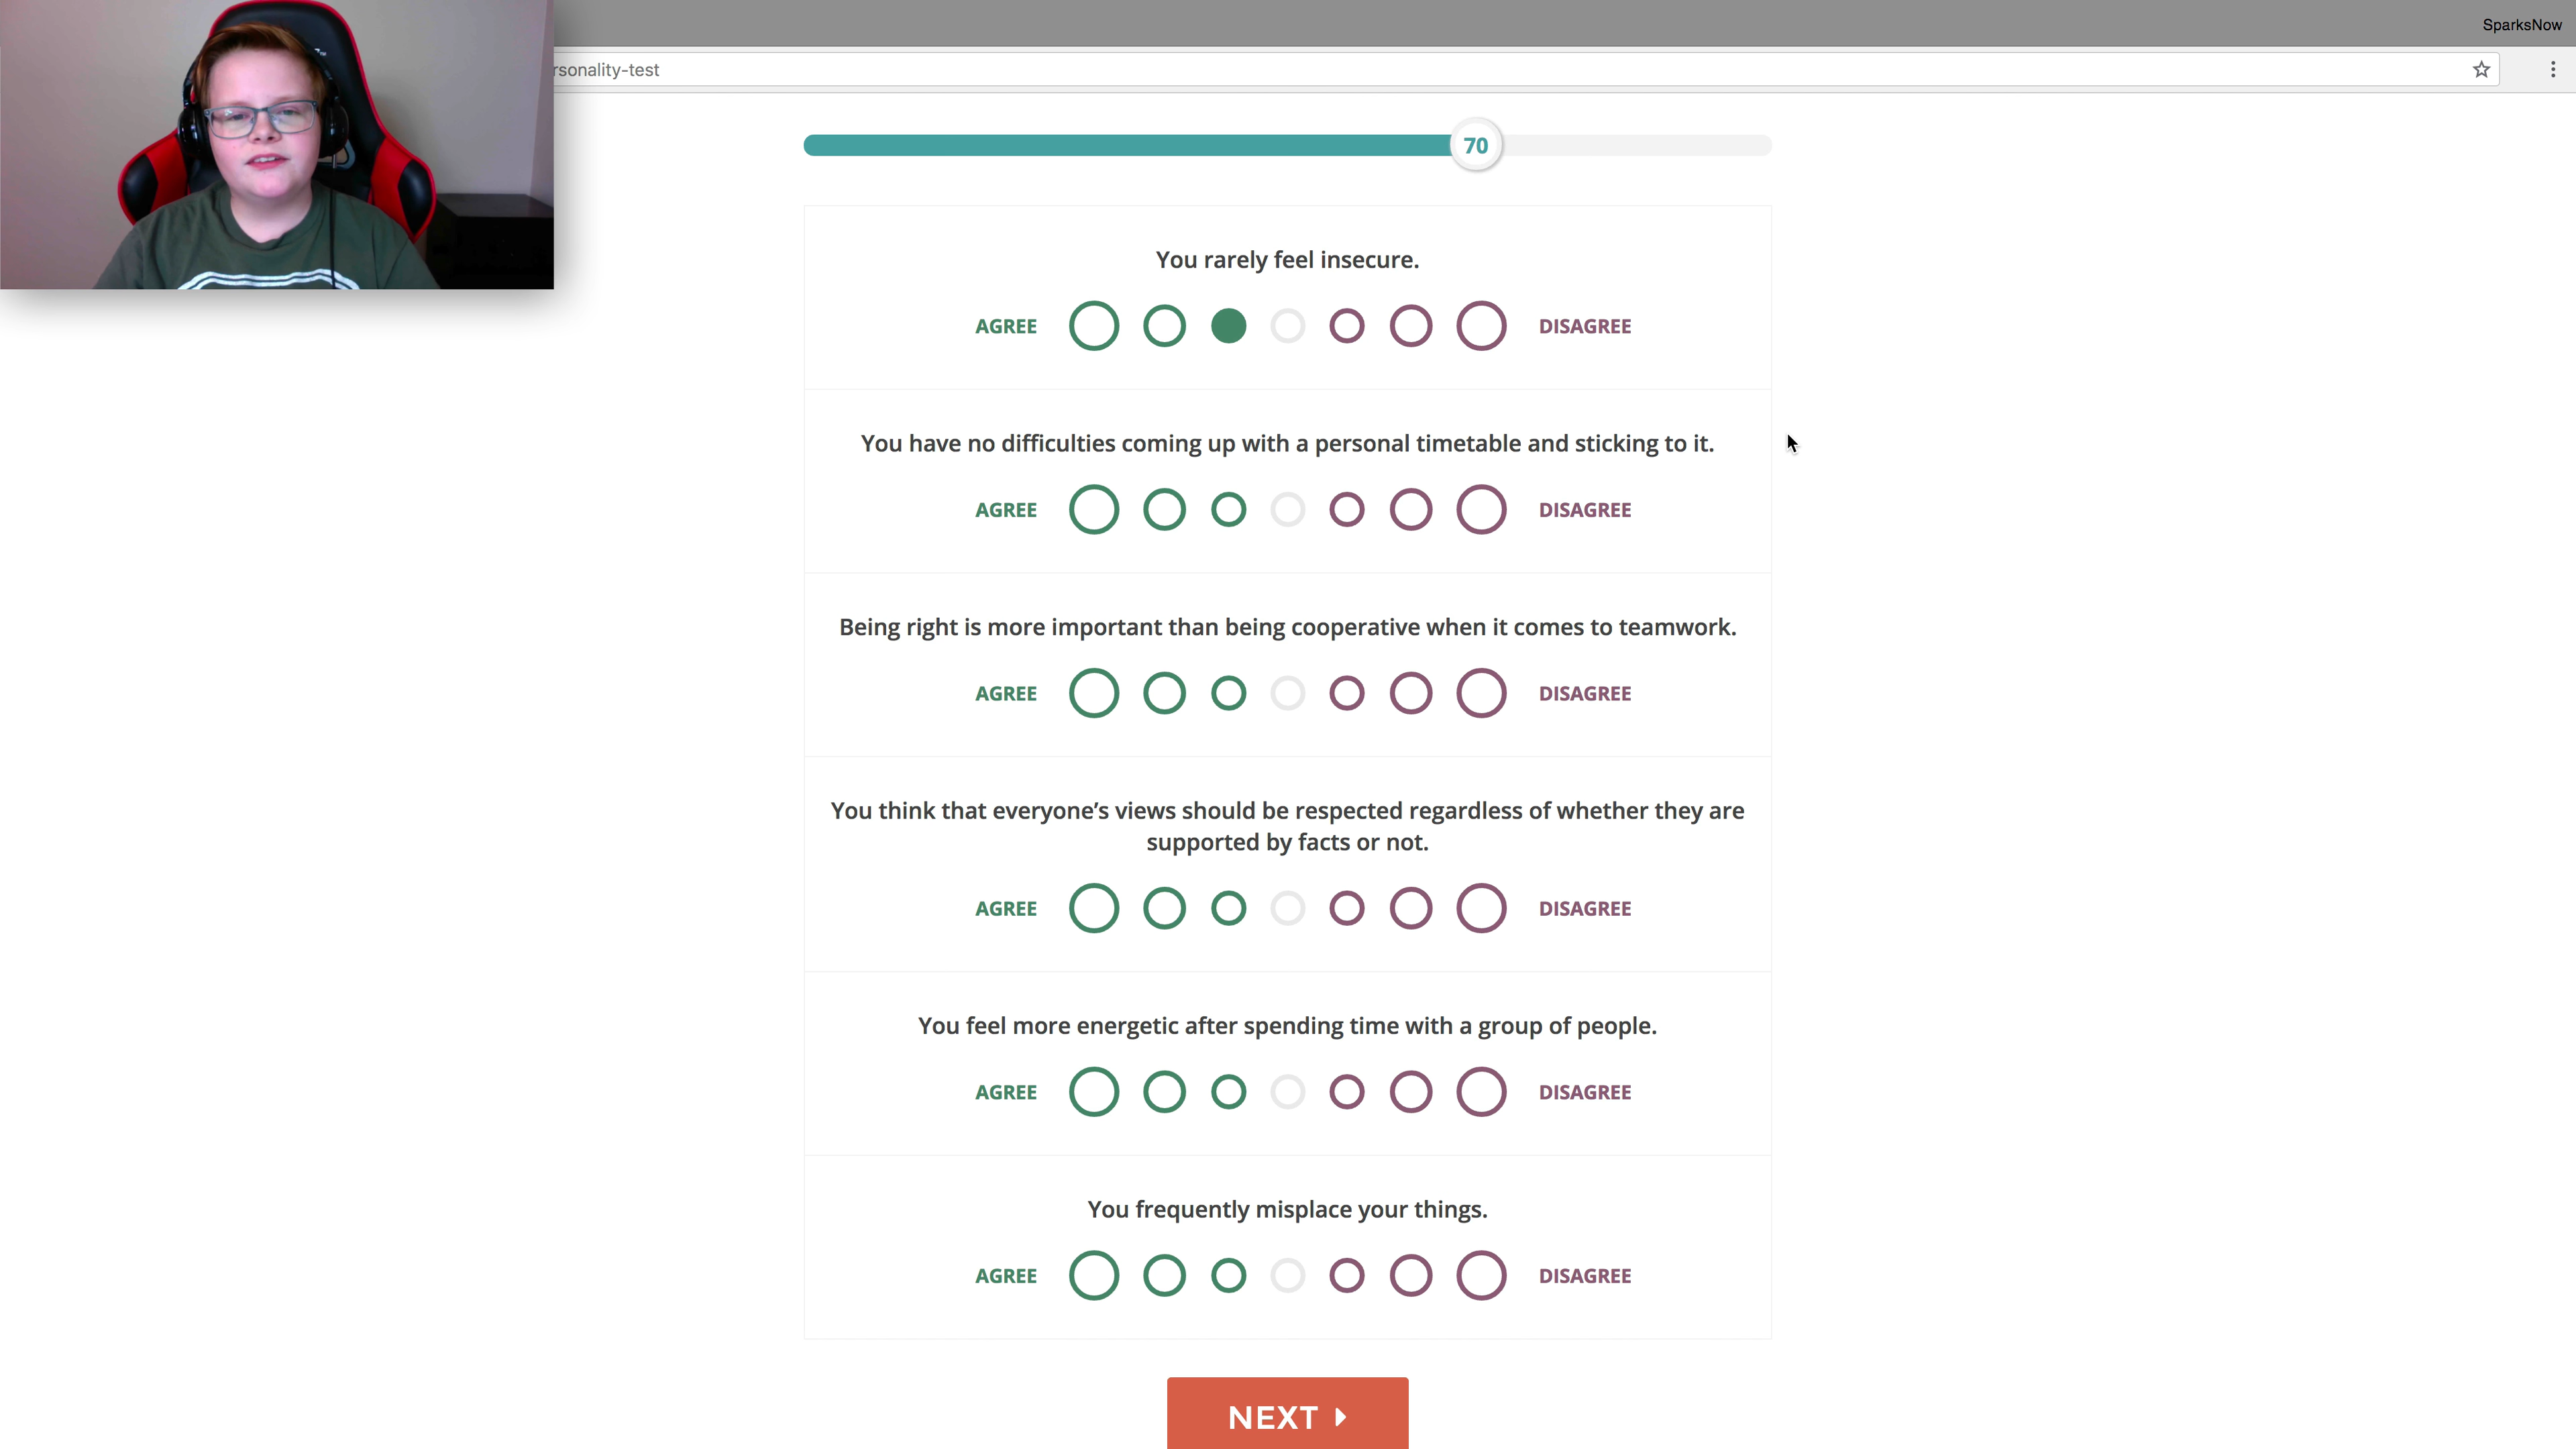 SparksNow
rsonality-test
70
You rarely feel insecure.
AGREE DISAGREE
You have no difficulties coming up with a personal timetable and sticking to it.
AGREE DISAGREE
Being right is more important than being cooperative when it comes to teamwork.
AGREE DISAGREE
You think that everyone’s views should be respected regardless of whether they are
supported by facts or not.
AGREE DISAGREE
You feel more energetic after spending time with a group of people.
AGREE DISAGREE
You frequently misplace your things.
AGREE DISAGREE
NEXT